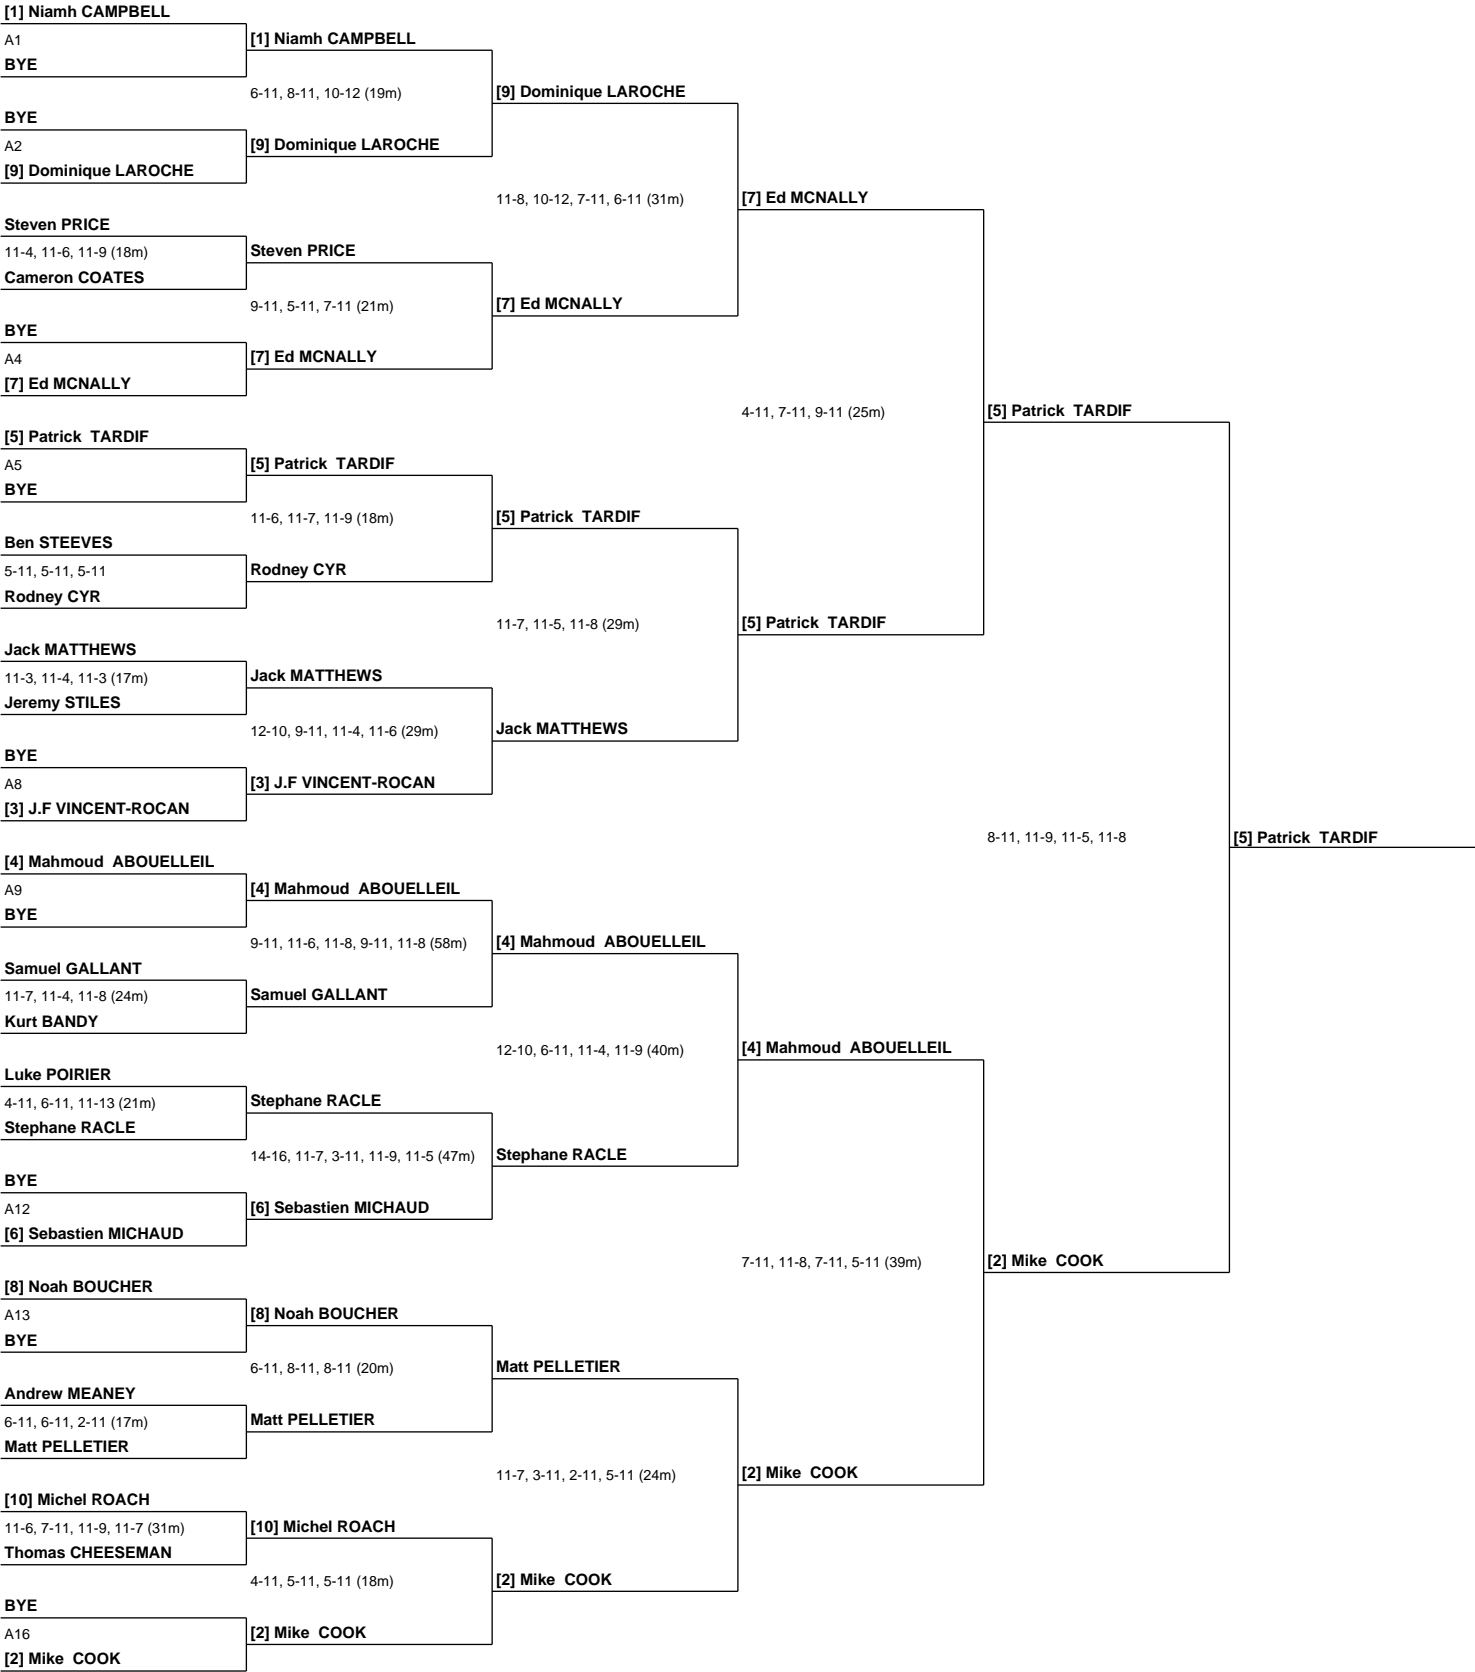 [1] Niamh CAMPBELL
A1
[1] Niamh CAMPBELL
BYE
6-11, 8-11, 10-12 (19m)
[9] Dominique LAROCHE
BYE
A2
[9] Dominique LAROCHE
[9] Dominique LAROCHE
11-8, 10-12, 7-11, 6-11 (31m)
[7] Ed MCNALLY
Steven PRICE
11-4, 11-6, 11-9 (18m)
Steven PRICE
Cameron COATES
9-11, 5-11, 7-11 (21m)
[7] Ed MCNALLY
BYE
A4
[7] Ed MCNALLY
[7] Ed MCNALLY
4-11, 7-11, 9-11 (25m)
[5] Patrick TARDIF
[5] Patrick TARDIF
A5
[5] Patrick TARDIF
BYE
11-6, 11-7, 11-9 (18m)
[5] Patrick TARDIF
Ben STEEVES
5-11, 5-11, 5-11
Rodney CYR
Rodney CYR
11-7, 11-5, 11-8 (29m)
[5] Patrick TARDIF
Jack MATTHEWS
11-3, 11-4, 11-3 (17m)
Jack MATTHEWS
Jeremy STILES
12-10, 9-11, 11-4, 11-6 (29m)
Jack MATTHEWS
BYE
A8
[3] J.F VINCENT-ROCAN
[3] J.F VINCENT-ROCAN
8-11, 11-9, 11-5, 11-8
[5] Patrick TARDIF
[4] Mahmoud ABOUELLEIL
A9
[4] Mahmoud ABOUELLEIL
BYE
9-11, 11-6, 11-8, 9-11, 11-8 (58m)
[4] Mahmoud ABOUELLEIL
Samuel GALLANT
11-7, 11-4, 11-8 (24m)
Samuel GALLANT
Kurt BANDY
12-10, 6-11, 11-4, 11-9 (40m)
[4] Mahmoud ABOUELLEIL
Luke POIRIER
4-11, 6-11, 11-13 (21m)
Stephane RACLE
Stephane RACLE
14-16, 11-7, 3-11, 11-9, 11-5 (47m)
Stephane RACLE
BYE
A12
[6] Sebastien MICHAUD
[6] Sebastien MICHAUD
7-11, 11-8, 7-11, 5-11 (39m)
[2] Mike COOK
[8] Noah BOUCHER
A13
[8] Noah BOUCHER
BYE
6-11, 8-11, 8-11 (20m)
Matt PELLETIER
Andrew MEANEY
6-11, 6-11, 2-11 (17m)
Matt PELLETIER
Matt PELLETIER
11-7, 3-11, 2-11, 5-11 (24m)
[2] Mike COOK
[10] Michel ROACH
11-6, 7-11, 11-9, 11-7 (31m)
[10] Michel ROACH
Thomas CHEESEMAN
4-11, 5-11, 5-11 (18m)
[2] Mike COOK
BYE
A16
[2] Mike COOK
[2] Mike COOK